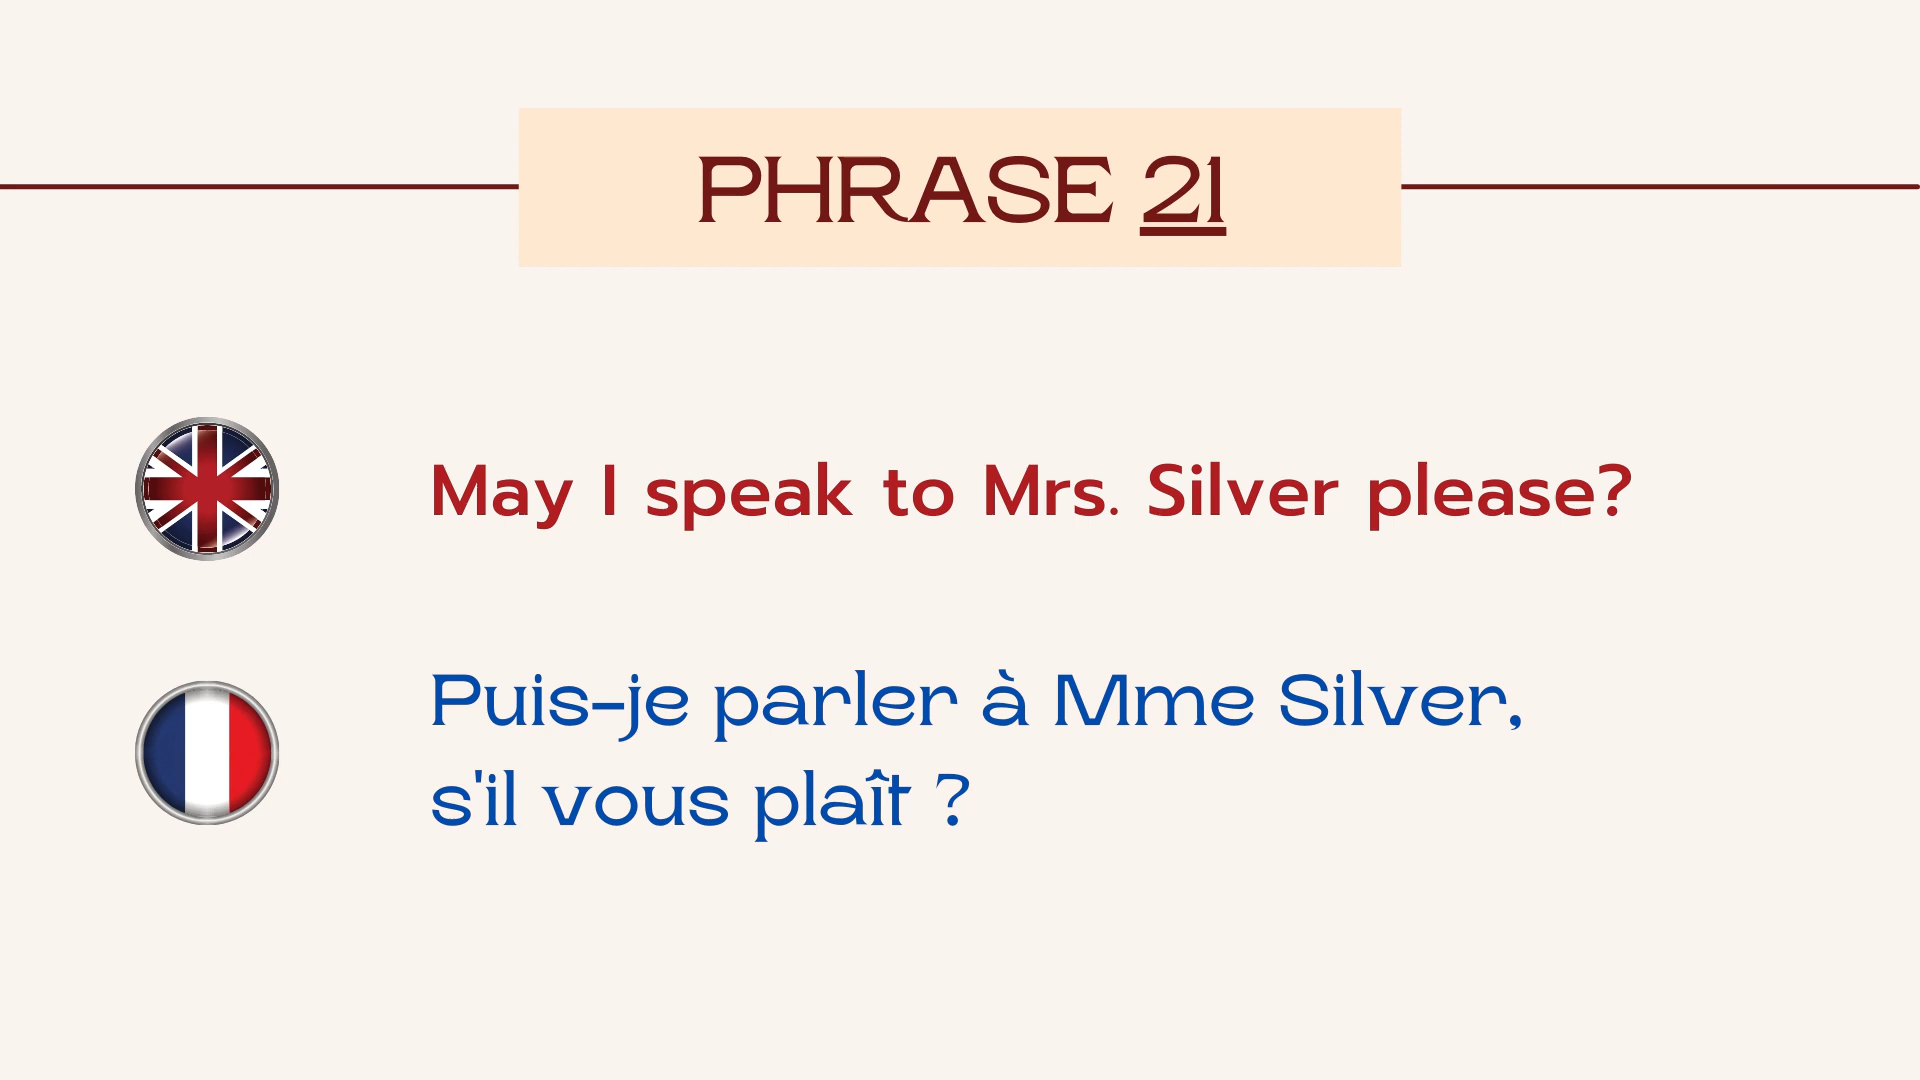 PHRASE 21
May I speak to Mrs. Silver please?
Puis-je parler à Mme Silver,
s'il vous plaît ?